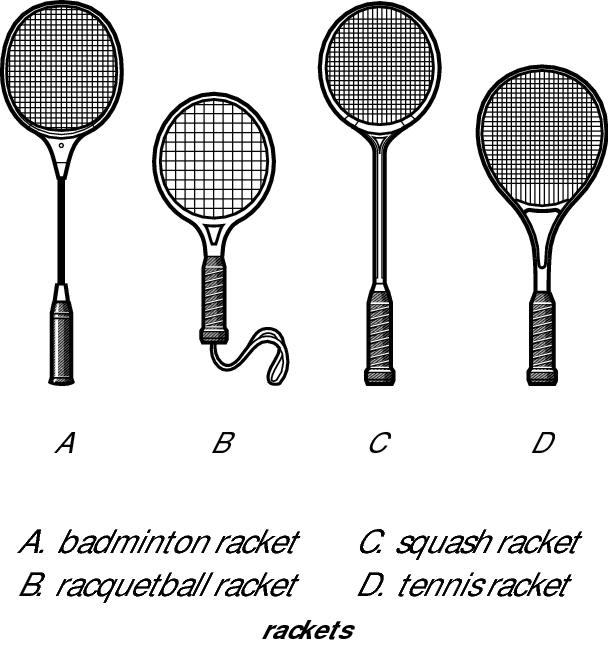 A B C D
A. badminton racket C. squash racket
B. racquetball racket D. tennis racket
rackets